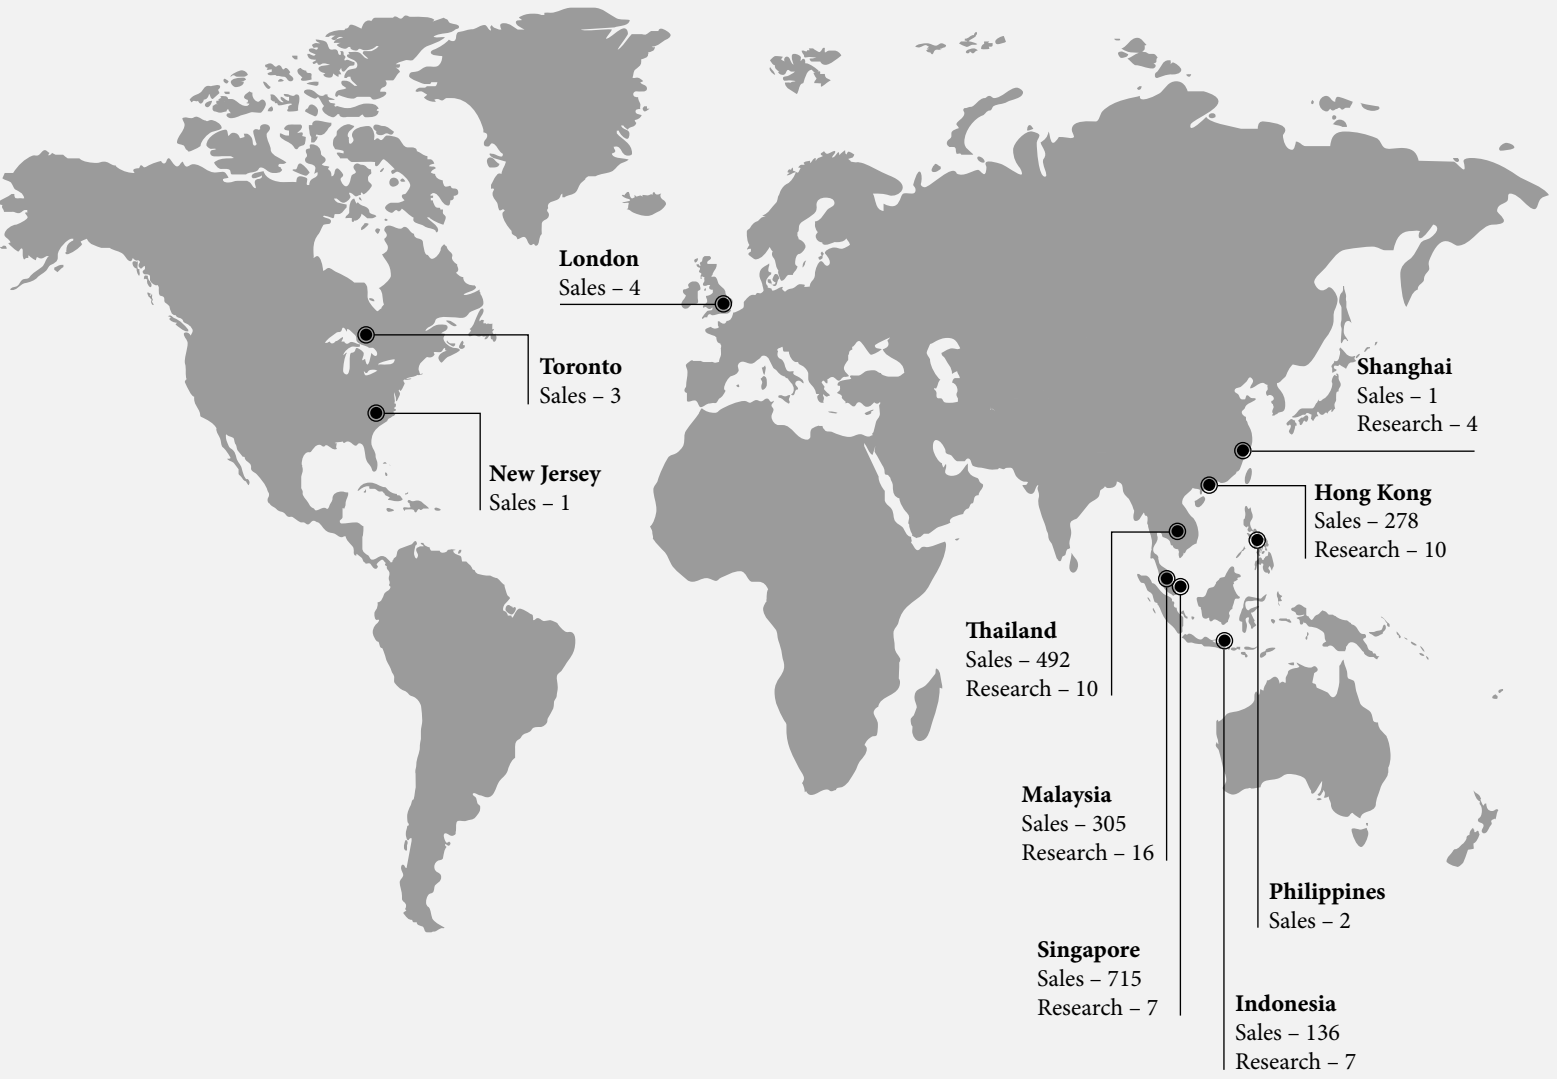 London
Sales – 4
Toronto
Sales – 3
New Jersey
Sales – 1
Shanghai
Sales – 1
Research – 4
Hong Kong
Sales – 278
Research – 10
Thailand
Sales – 492
Research – 10
Malaysia
Sales – 305
Research – 16
Philippines
Sales – 2
Singapore
Sales – 715
Research – 7
Indonesia
Sales – 136
Research – 7